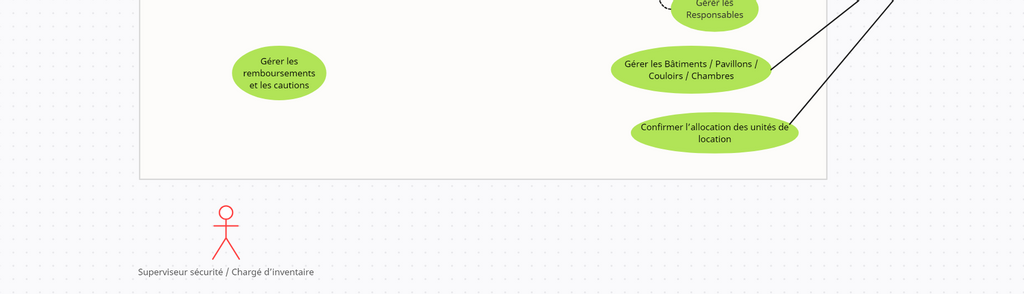 Gérer les
Responsables
Gérer les
remboursements
et les cautions
Gérer les Bâtiments / Pavillons /
Couloirs / Chambres
Confirmer l'allocation des unités de
location
Superviseur sécurité / Chargé d'inventaire